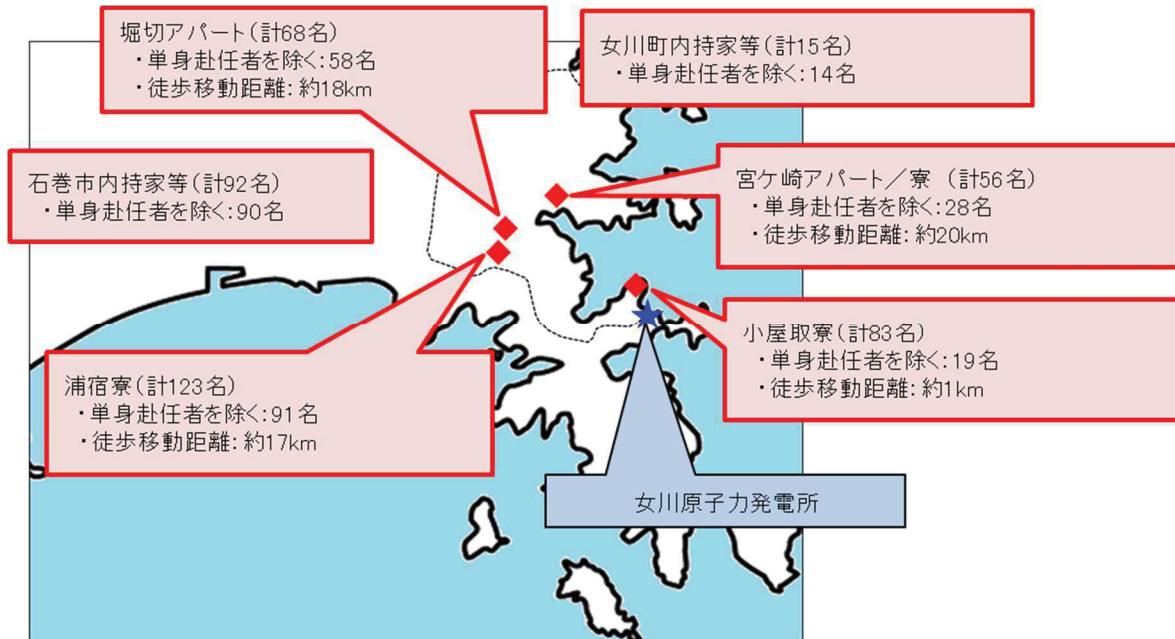 堀切アパート(計68名)
・単身赴任者を除く:58名
・徒歩移動距離:約18km
女川町内持家等(計15名)
・単身赴任者を除く:14名
石巻市内持家等(計92名)
・単身赴任者を除く:90名
宮ケ崎アパート/寮 (計56名)
・単身赴任者を除く:28名
・徒歩移動距離:約20km
小屋取寮(計83名)
・単身赴任者を除く:19名
・徒歩移動距離:約1km
浦宿寮(計123名)
・単身赴任者を除く:91名
・徒歩移動距離:約17km
女川原子力発電所